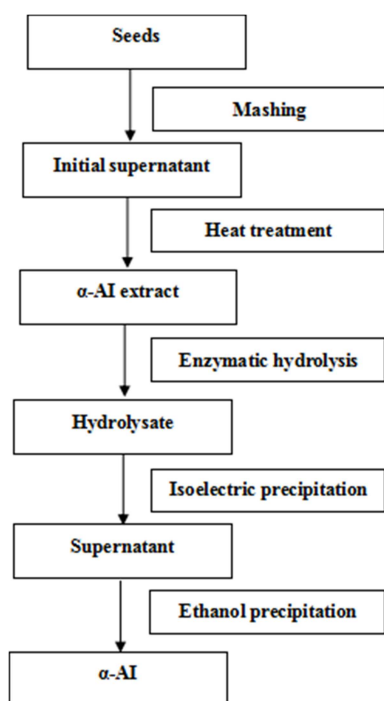 Seeds
Mashing
Initial supernatant
Heat treatment
α-AI extract
Enzymatic hydrolysis
Hydrolysate
Isoelectric precipitation
Supernatant
Ethanol precipitation
α-AI